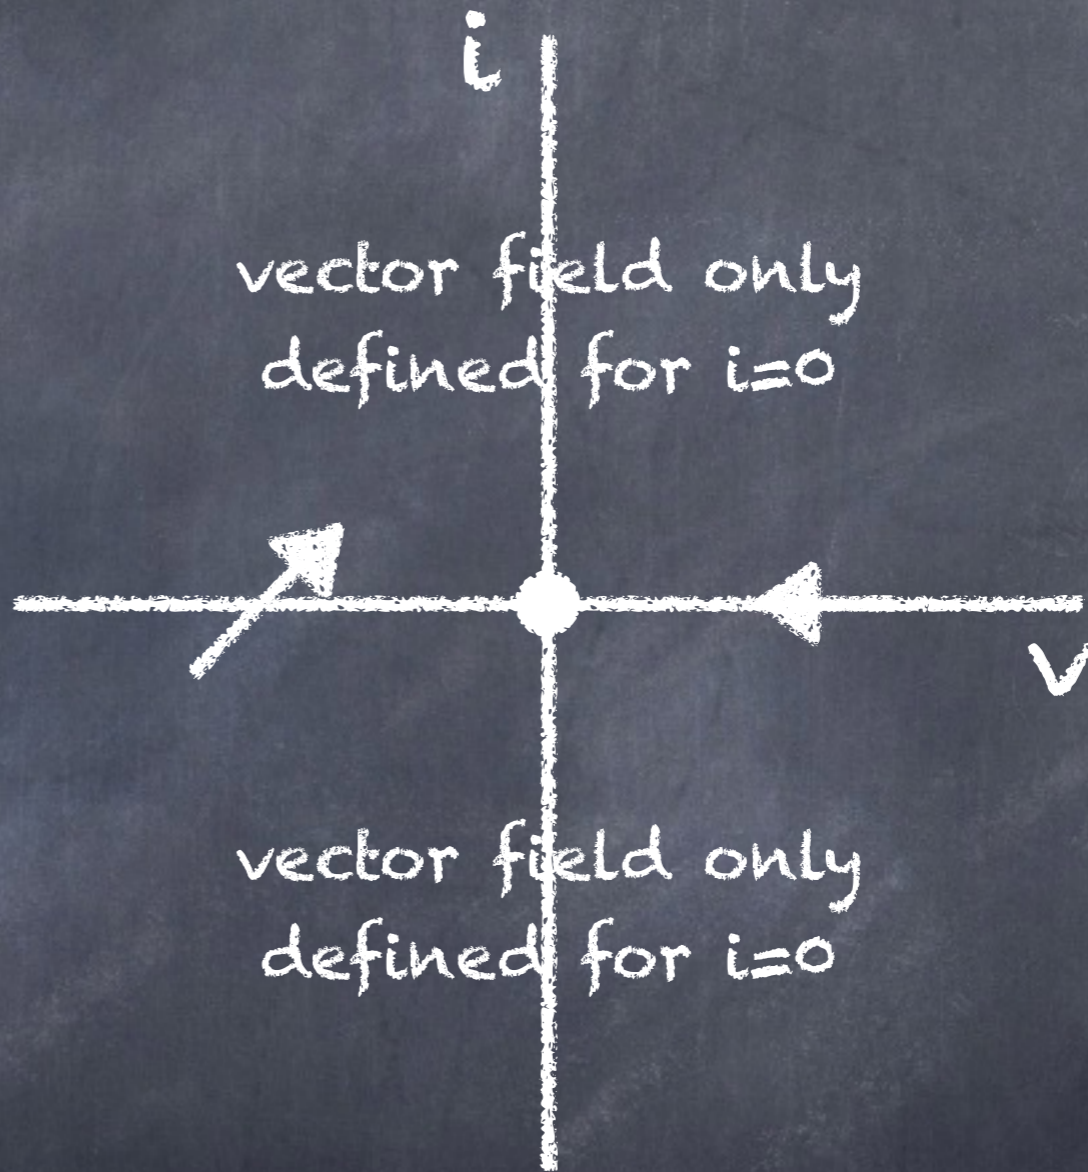 i
vector field only
defined for i=0
v
vector field only
defined for i=0